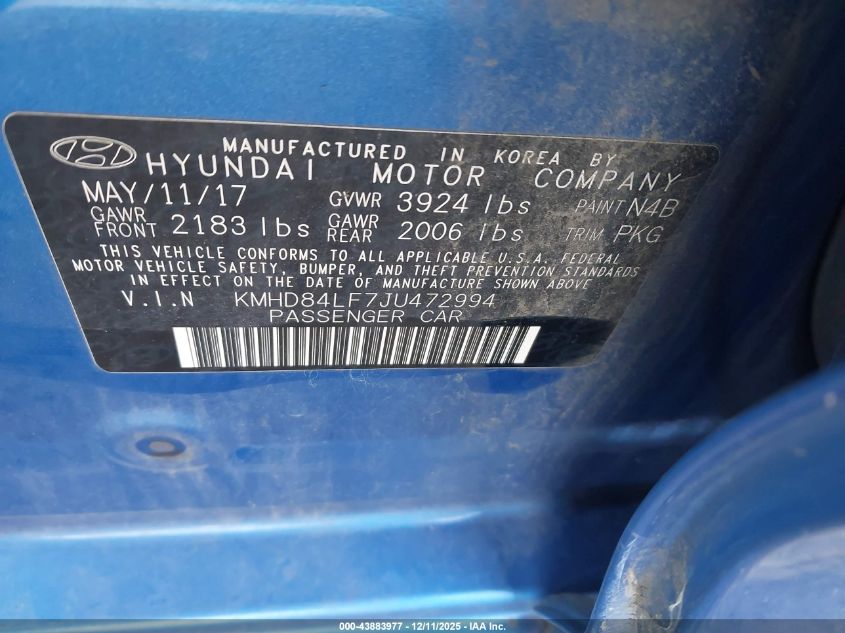 MANUFACTURED IN KOREA BY
HYUNDAI MOTOR COMPANY
MAY/11/17 GVWR 3924 lbs PAINT N4B
GAWR FRONT 2183 lbs GAWR REAR 2006 lbs TRIM PKG
THIS VEHICLE CONFORMS TO ALL APPLICABLE U.S.A. FEDERAL
MOTOR VEHICLE SAFETY, BUMPER, AND THEFT PREVENTION STANDARDS
IN EFFECT ON THE DATE OF MANUFACTURE SHOWN ABOVE
V.I.N KMHD84LF7JU472994
PASSENGER CAR
000-43883977 - 12/11/2025 - IAA Inc.